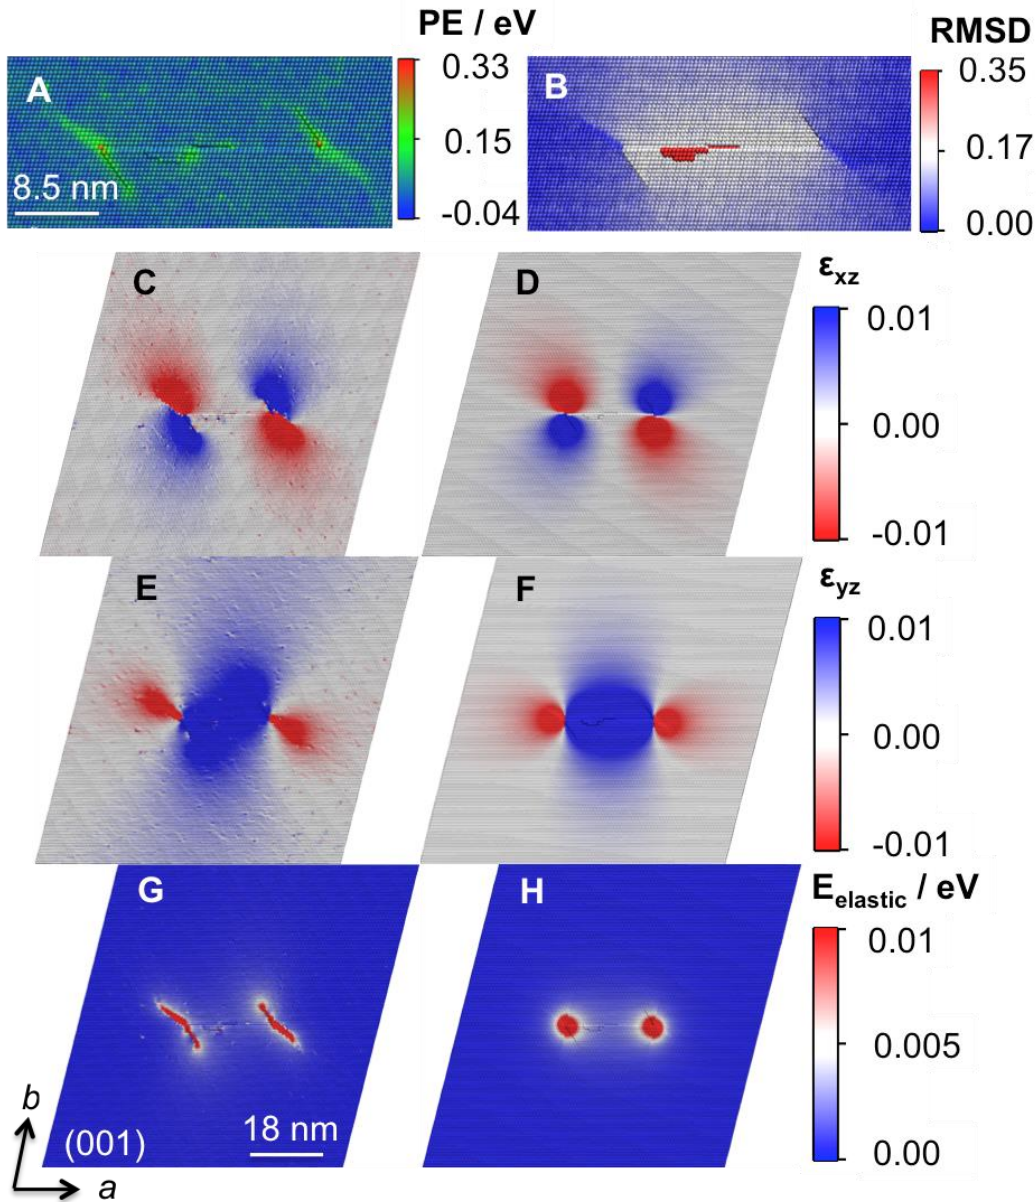 PE / eV
RMSD
A
0.33
0.15
-0.04
8.5 nm
B
0.35
0.17
0.00
C
D
εxz
0.01
0.00
-0.01
E
F
εyz
0.01
0.00
-0.01
G
H
Eelastic / eV
0.01
0.005
0.00
b
a
(001)
18 nm